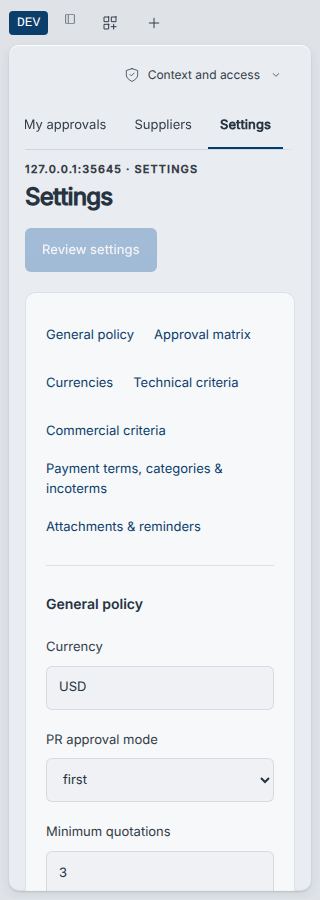 DEV
Context and access
My approvals Suppliers Settings
127.0.0.1:35645 · SETTINGS
Settings
Review settings
General policy Approval matrix
Currencies Technical criteria
Commercial criteria
Payment terms, categories &
incoterms
Attachments & reminders
General policy
Currency
USD
PR approval mode
first
Minimum quotations
3